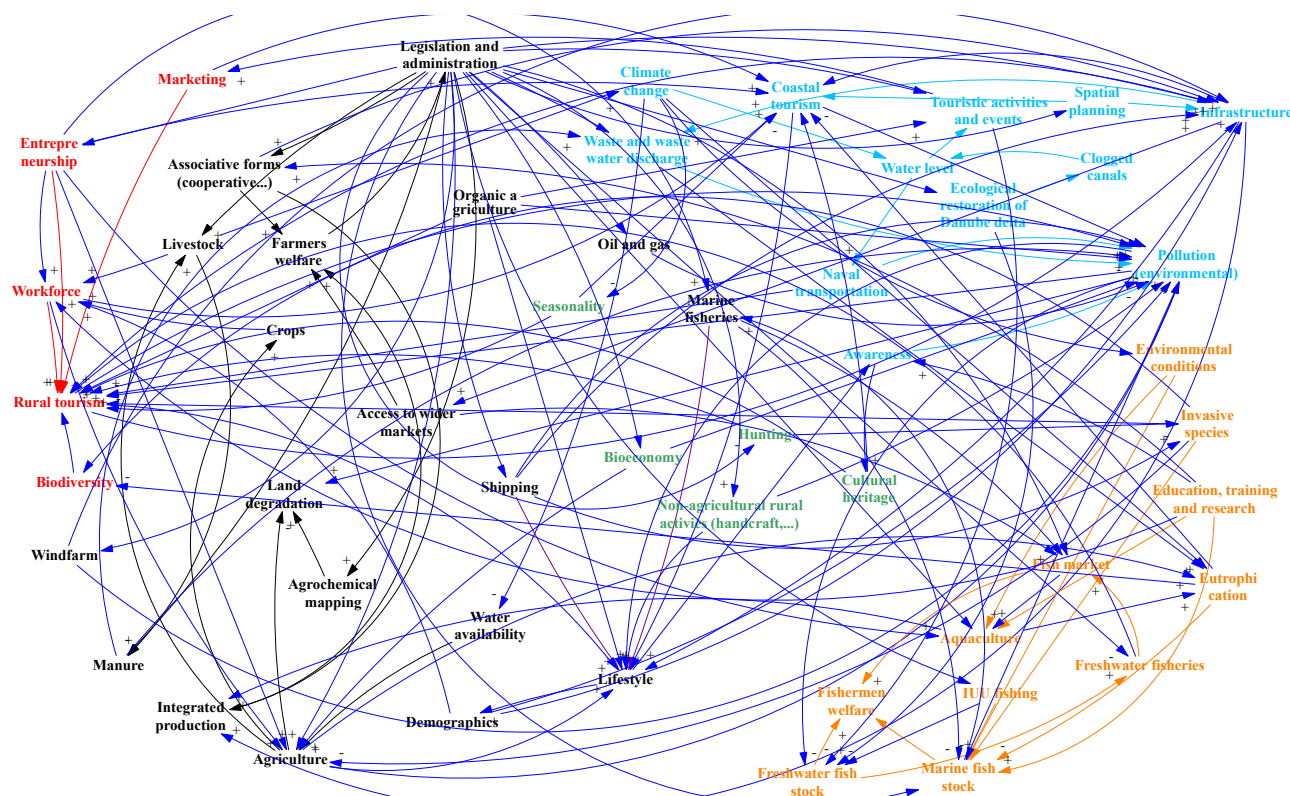 Legislation and
administration
Marketing
Climate
change
Coastal
tourism
Spatial
planning
Touristic activities
and events
Infrastructure
Entrepre
neurship
Waste and waste
water discharge
Associative forms
(cooperative...)
Water level
Clogged
canals
Organic a
griculture
Ecological
restoration of
Danube delta
Livestock
Farmers
welfare
Oil and gas
Pollution
(environmental)
Workforce
Naval
transportation
Seasonality
Marine
fisheries
Crops
Awareness
Environmental
conditions
Rural tourism
Access to wider
markets
Invasive
species
Hunting
Bioeconomy
Biodiversity
Land
degradation
Shipping
Cultural
heritage
Non-agricultural rural
activics (handcraft,...)
Education, training
and research
Windfarm
Fish market
Agrochemical
mapping
Eutrophi
cation
Water
availability
Aquaculture
Manure
Freshwater fisheries
Lifestyle
Fishermen
welfare
IUU fishing
Integrated
production
Demographics
Agriculture
Freshwater fish
stock
Marine fish
stock